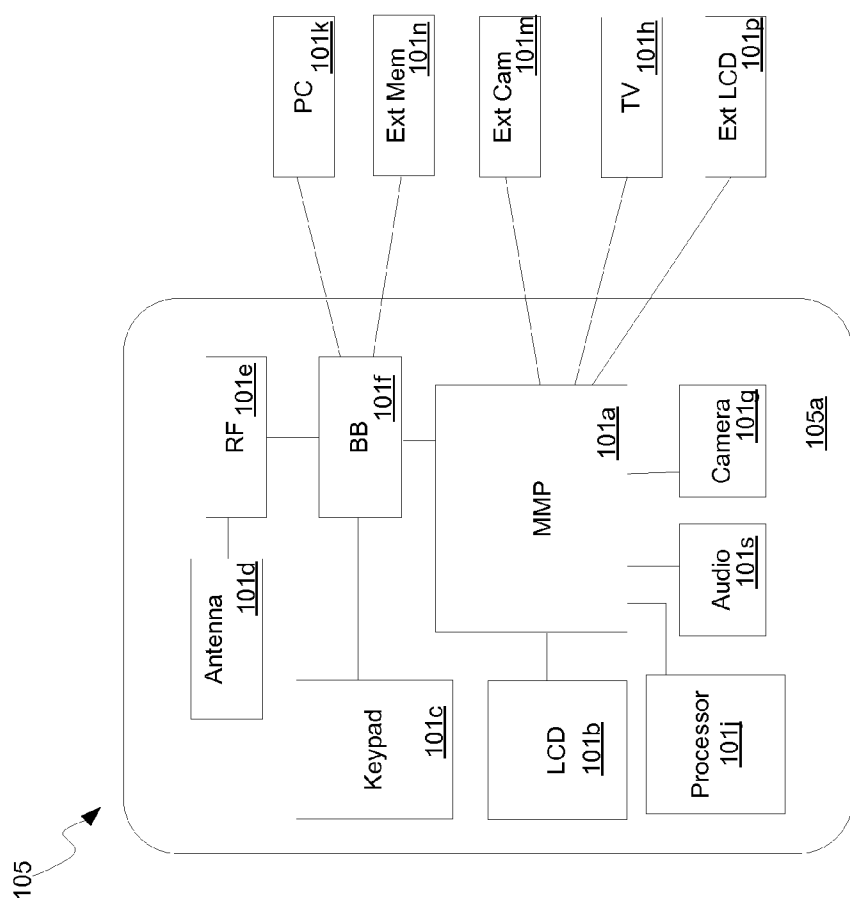 105
Antenna
101d
RF
101e
Keypad
101c
BB
101f
PC
101k
Ext Mem
101n
LCD
101b
MMP
101a
Ext Cam
101m
TV
101h
Ext LCD
101p
Processor
101j
Audio
101s
Camera
101g
105a